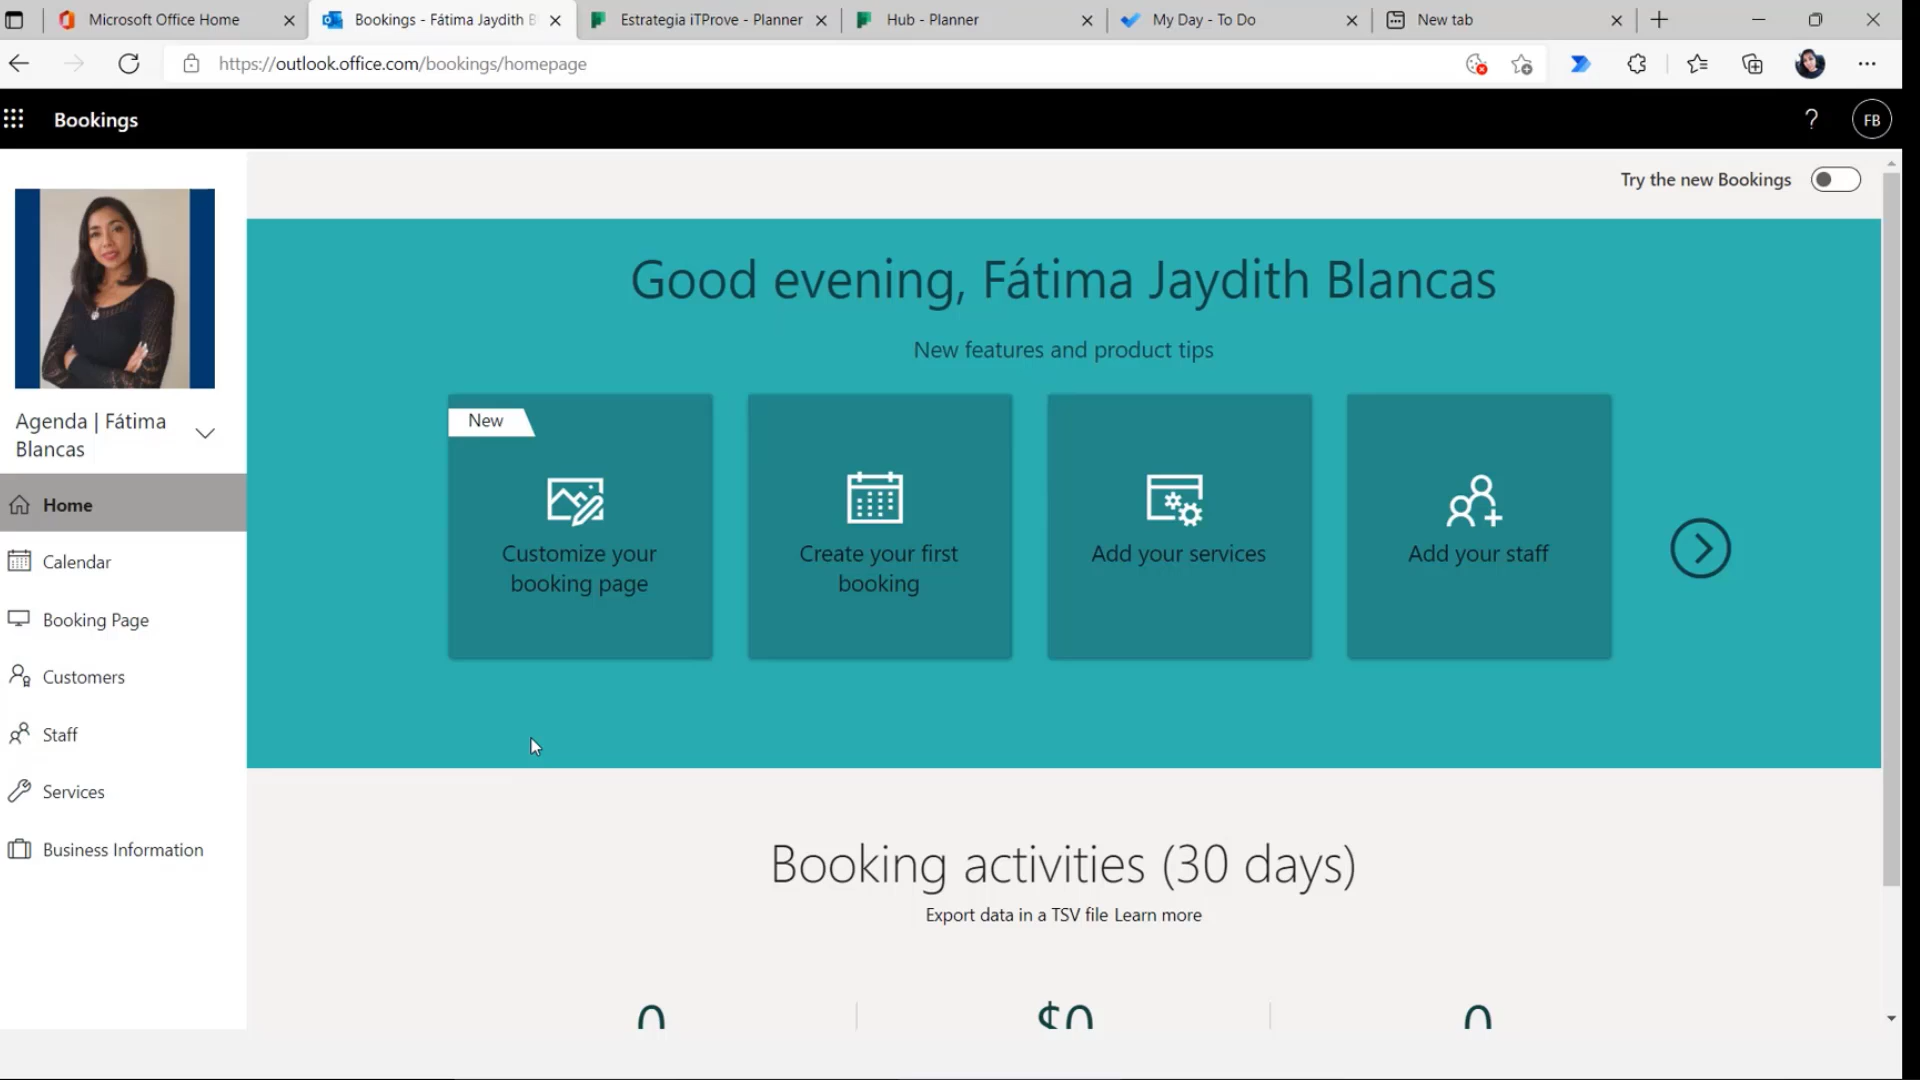 Microsoft Office Home
Bookings - Fátima Jaydith B
Estrategia iTProve - Planner
Hub - Planner
My Day - To Do
New tab
https://outlook.office.com/bookings/homepage
Bookings
?
FB
Try the new Bookings
Agenda | Fátima
Blancas
Home
Calendar
Booking Page
Customers
Staff
Services
Business Information
Good evening, Fátima Jaydith Blancas
New features and product tips
New
Customize your
booking page
Create your first
booking
Add your services
Add your staff
Booking activities (30 days)
Export data in a TSV file Learn more
0
$0
0